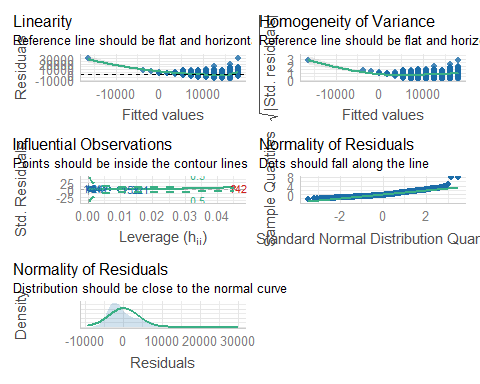 Linearity
Reference line should be flat and horizont
Residuals
30000
20000
10000
0
-10000
-10000
0
10000
Fitted values
Homogeneity of Variance
Reference line should be flat and horizont
√|Std. residuals|
3
2
1
0
-10000
0
10000
Fitted values
Influential Observations
Points should be inside the contour lines
Std. Residuals
25
0
-25
0.5
0.5
0.00
0.01
0.02
0.03
0.04
Leverage (hii)
Normality of Residuals
Dots should fall along the line
Sample Quantiles
8
4
0
-2
0
2
Standard Normal Distribution Quan
Normality of Residuals
Distribution should be close to the normal curve
Density
-10000
0
10000
20000
30000
Residuals